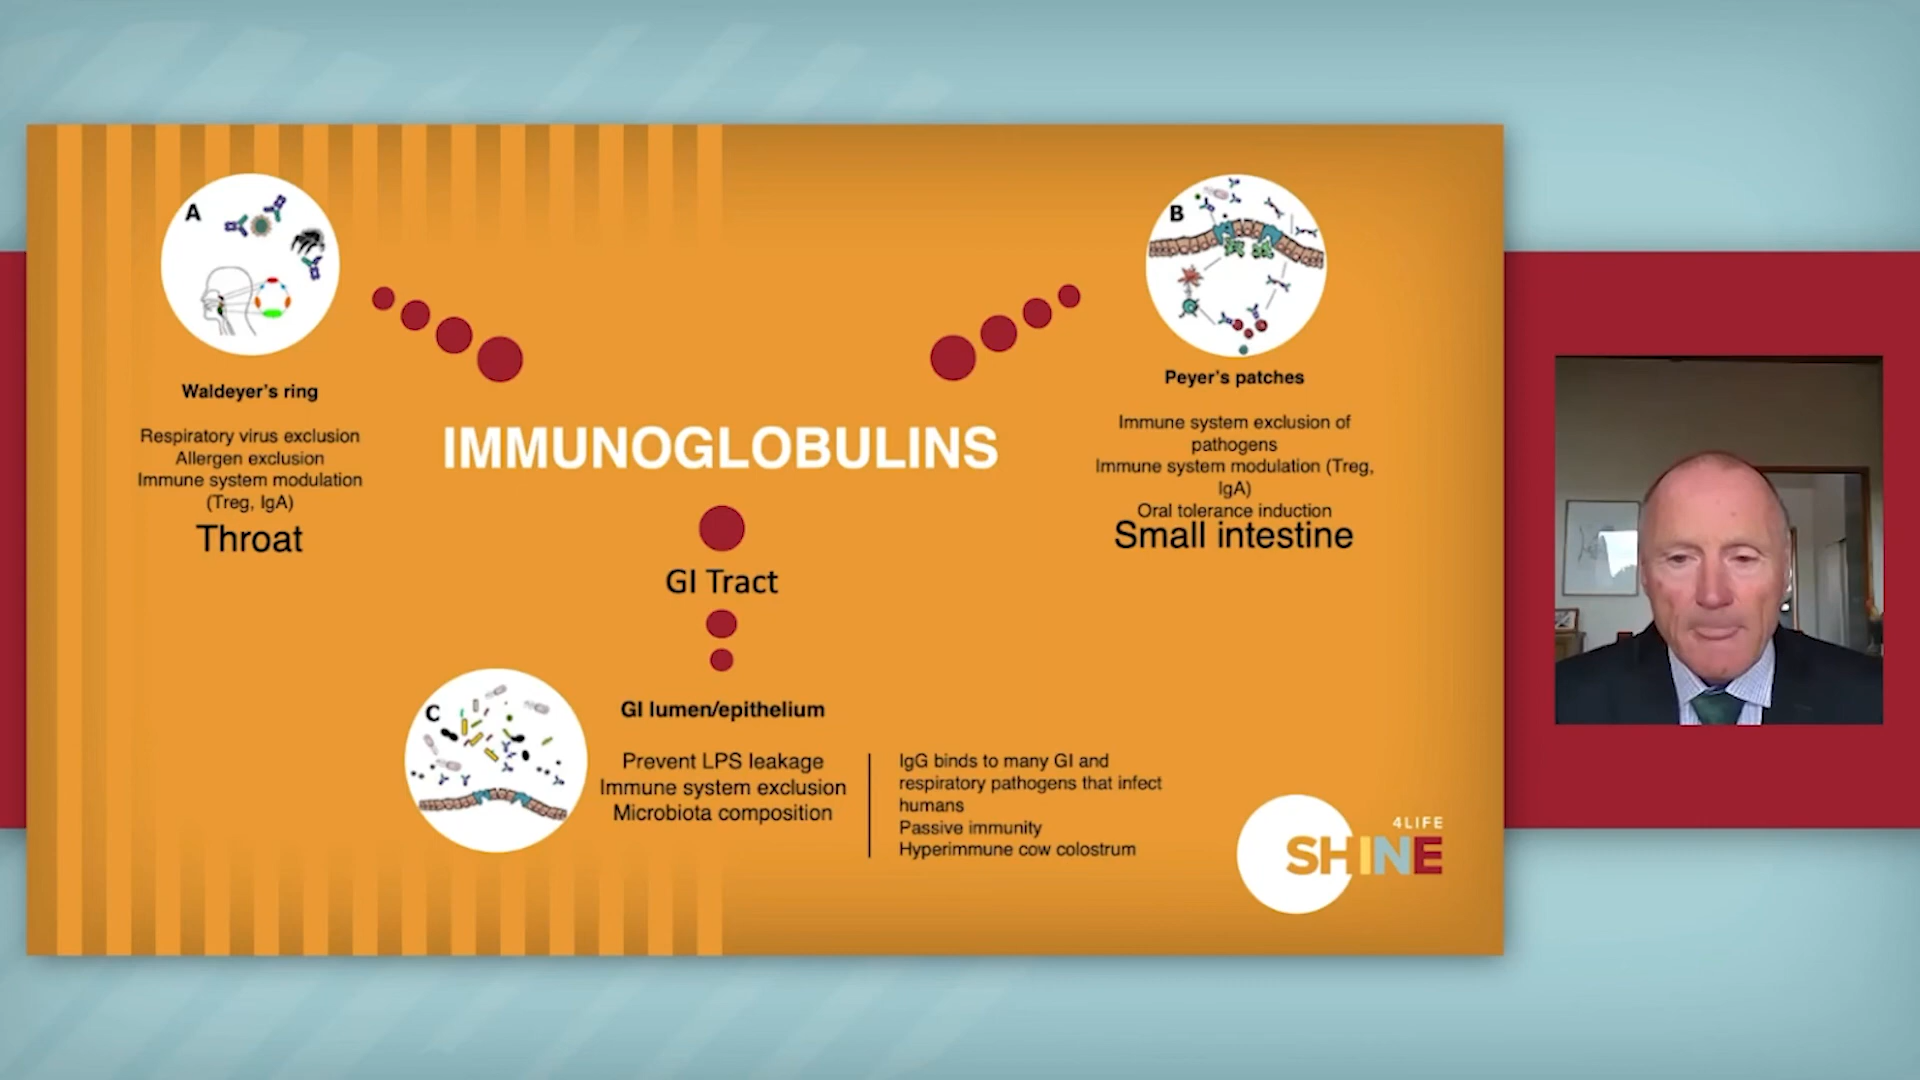 A
Waldeyer's ring
Respiratory virus exclusion
Allergen exclusion
Immune system modulation
(Treg, IgA)
Throat
IMMUNOGLOBULINS
B
Peyer's patches
Immune system exclusion of
pathogens
Immune system modulation (Treg,
IgA)
Oral tolerance induction
Small intestine
GI Tract
C
GI lumen/epithelium
Prevent LPS leakage
Immune system exclusion
Microbiota composition
IgG binds to many GI and
respiratory pathogens that infect
humans
Passive immunity
Hyperimmune cow colostrum
4LIFE
SHINE